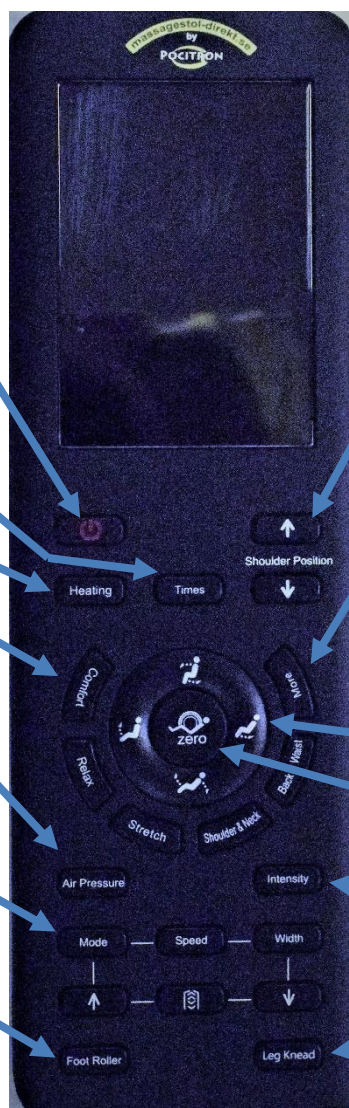 massagestol-direkt.se
by
POCITRON
Shoulder Position
Heating
Times
Comfort
More
zero
Relax
Back Waist
Stretch
Shoulder & Neck
Air Pressure
Intensity
Mode
Speed
Width
Foot Roller
Leg Knead